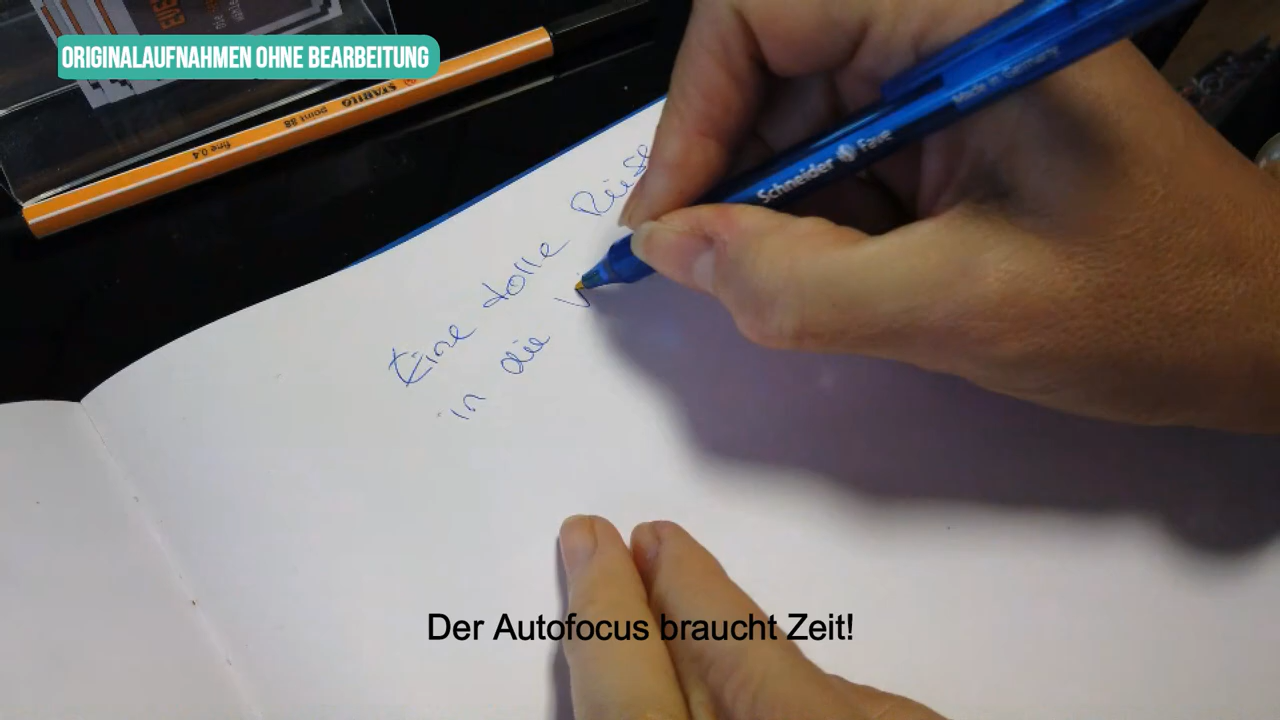 ORIGINALAUFNAHMEN OHNE BEARBEITUNG
STABILO
point 88
fine 0.4
Schneider Fave
Made in Germany
Eine tolle Reise
in die
Der Autofocus braucht Zeit!